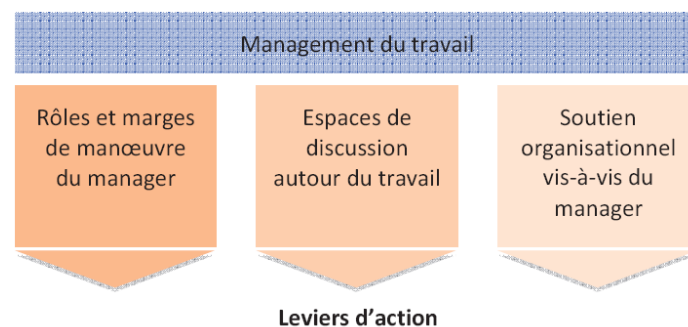 Management du travail
Rôles et marges
de manœuvre
du manager
Espaces de
discussion
autour du travail
Soutien
organisationnel
vis-à-vis du
manager
Leviers d’action